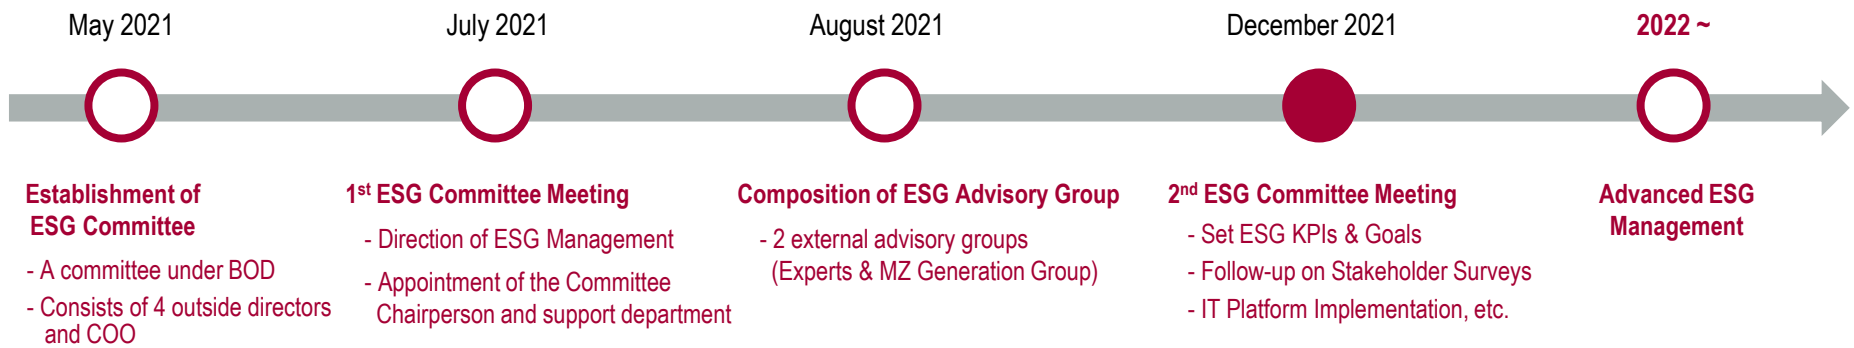 May 2021
July 2021
August 2021
December 2021
2022 ~
Establishment of
ESG Committee
- A committee under BOD
- Consists of 4 outside directors
and COO
1st ESG Committee Meeting
- Direction of ESG Management
- Appointment of the Committee
Chairperson and support department
Composition of ESG Advisory Group
- 2 external advisory groups
(Experts & MZ Generation Group)
2nd ESG Committee Meeting
- Set ESG KPIs & Goals
- Follow-up on Stakeholder Surveys
- IT Platform Implementation, etc.
Advanced ESG
Management